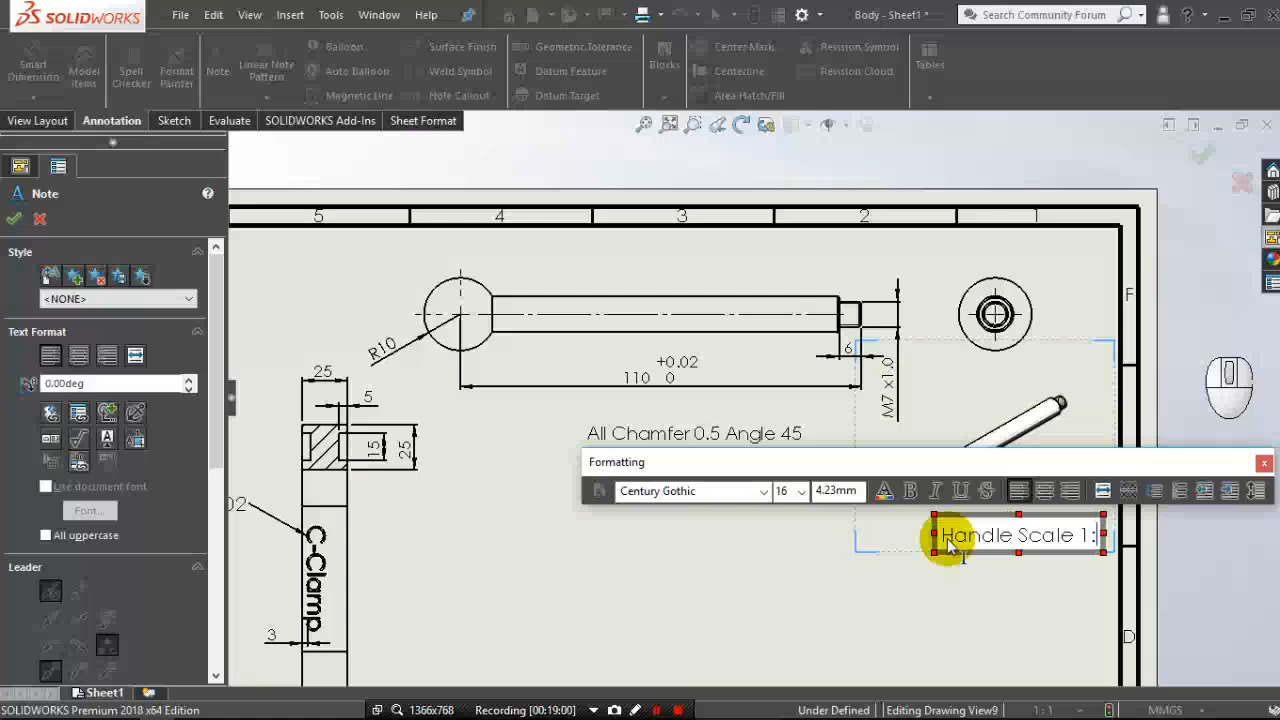 SOLIDWORKS
File Edit View Insert Tools Window Help
Body - Sheet1 *
Search Community Forum
Smart Dimension
Model Items
Spell Checker
Format Painter
Note
Linear Note Pattern
Balloon
Auto Balloon
Magnetic Line
Surface Finish
Weld Symbol
Hole Callout
Geometric Tolerance
Datum Feature
Datum Target
Blocks
Center Mark
Centerline
Area Hatch/Fill
Revision Symbol
Revision Cloud
Tables
View Layout Annotation Sketch Evaluate SOLIDWORKS Add-Ins Sheet Format
Note
Style
<NONE>
Text Format
0.00deg
Use document font
Font...
All uppercase
Leader
5 4 3 2 1
F
D
R10
+0.02
110 0
6
M7 x1.0
25
5
15
25
02
C-Clamp
3
All Chamfer 0.5 Angle 45
Formatting
Century Gothic 16 4.23mm
Handle Scale 1:
Sheet1
SOLIDWORKS Premium 2018 x64 Edition
1366x768 Recording [00:19:00]
Under Defined Editing Drawing View9 1 : 1 MMGS